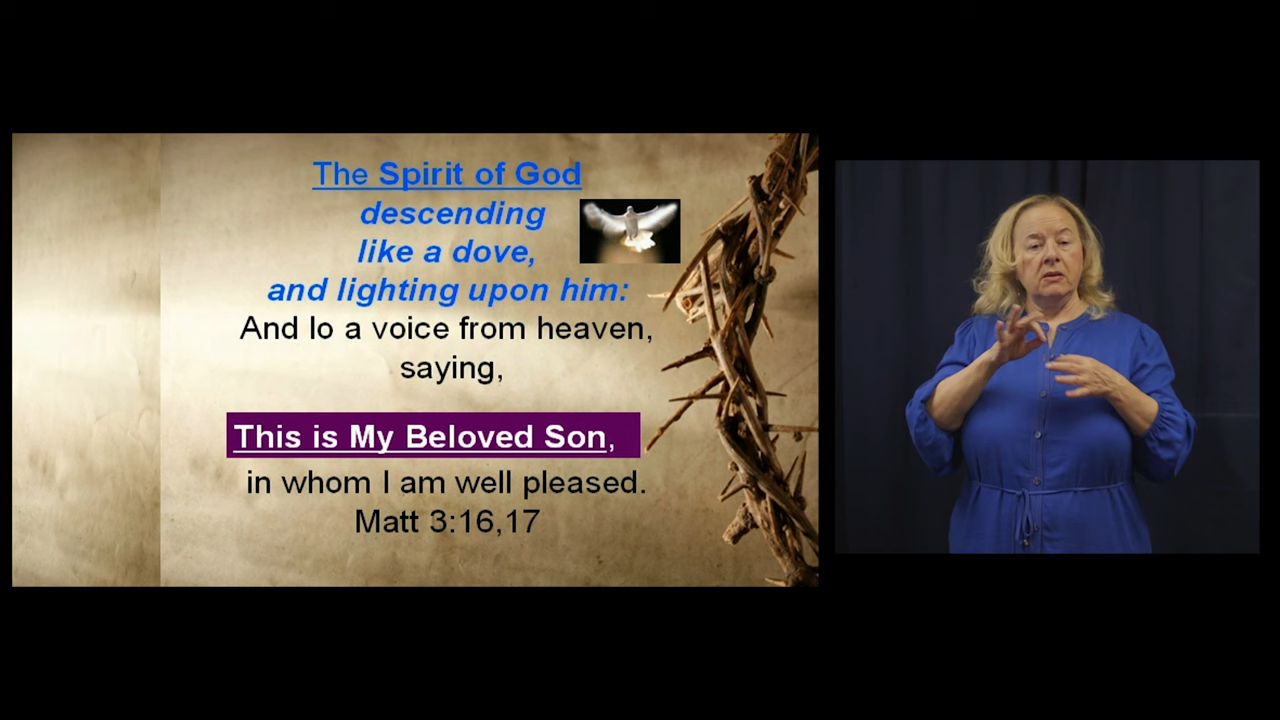 The Spirit of God
descending
like a dove,
and lighting upon him:
And lo a voice from heaven,
saying,
This is My Beloved Son,
in whom I am well pleased.
Matt 3:16,17